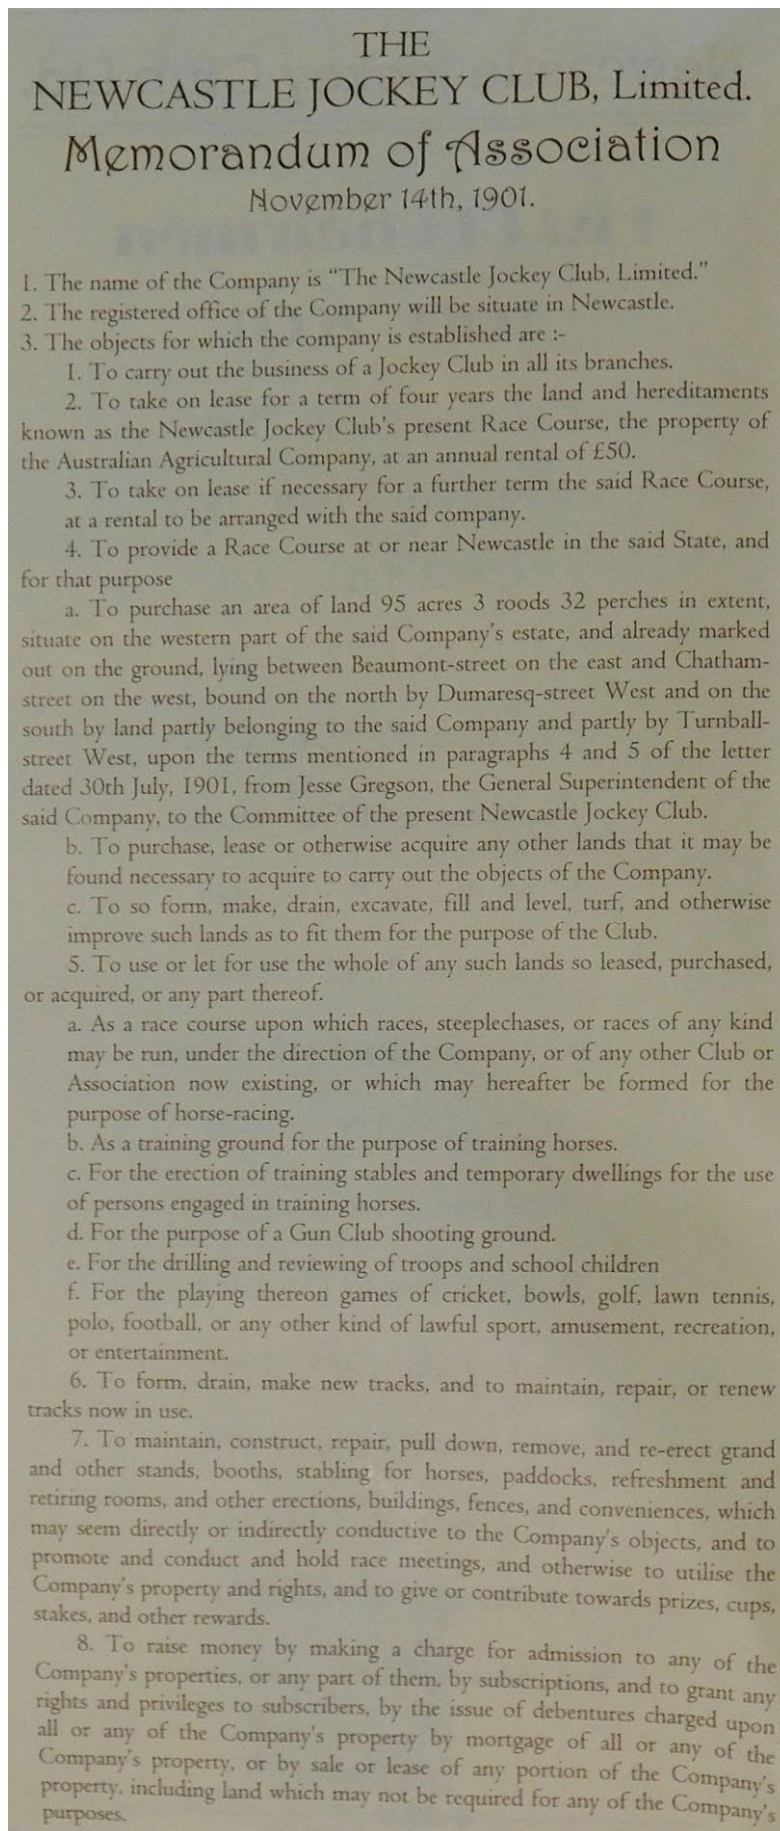 THE
NEWCASTLE JOCKEY CLUB, Limited.
Memorandum of Association
November 14th, 1901.
1. The name of the Company is “The Newcastle Jockey Club, Limited.”
2. The registered office of the Company will be situate in Newcastle.
3. The objects for which the company is established are :-
1. To carry out the business of a Jockey Club in all its branches.
2. To take on lease for a term of four years the land and hereditaments
known as the Newcastle Jockey Club's present Race Course, the property of
the Australian Agricultural Company, at an annual rental of £50.
3. To take on lease if necessary for a further term the said Race Course,
at a rental to be arranged with the said company.
4. To provide a Race Course at or near Newcastle in the said State, and
for that purpose
a. To purchase an area of land 95 acres 3 roods 32 perches in extent,
situate on the western part of the said Company's estate, and already marked
out on the ground, lying between Beaumont-street on the east and Chatham-
street on the west, bound on the north by Dumaresq-street West and on the
south by land partly belonging to the said Company and partly by Turnball-
street West, upon the terms mentioned in paragraphs 4 and 5 of the letter
dated 30th July, 1901, from Jesse Gregson, the General Superintendent of the
said Company, to the Committee of the present Newcastle Jockey Club.
b. To purchase, lease or otherwise acquire any other lands that it may be
found necessary to acquire to carry out the objects of the Company.
c. To so form, make, drain, excavate, fill and level, turf, and otherwise
improve such lands as to fit them for the purpose of the Club.
5. To use or let for use the whole of any such lands so leased, purchased,
or acquired, or any part thereof.
a. As a race course upon which races, steeplechases, or races of any kind
may be run, under the direction of the Company, or of any other Club or
Association now existing, or which may hereafter be formed for the
purpose of horse-racing.
b. As a training ground for the purpose of training horses.
c. For the erection of training stables and temporary dwellings for the use
of persons engaged in training horses.
d. For the purpose of a Gun Club shooting ground.
e. For the drilling and reviewing of troops and school children
f. For the playing thereon games of cricket, bowls, golf, lawn tennis,
polo, football, or any other kind of lawful sport, amusement, recreation,
or entertainment.
6. To form, drain, make new tracks, and to maintain, repair, or renew
tracks now in use.
7. To maintain, construct, repair, pull down, remove, and re-erect grand
and other stands, booths, stabling for horses, paddocks, refreshment and
retiring rooms, and other erections, buildings, fences, and conveniences, which
may seem directly or indirectly conductive to the Company's objects, and to
promote and conduct and hold race meetings, and otherwise to utilise the
Company's property and rights, and to give or contribute towards prizes, cups,
stakes, and other rewards.
8. To raise money by making a charge for admission to any of the
Company's properties, or any part of them, by subscriptions, and to grant any
rights and privileges to subscribers, by the issue of debentures charged upon
all or any of the Company's property by mortgage of all or any of the
Company's property, or by sale or lease of any portion of the Company's
property, including land which may not be required for any of the Company's
purposes.